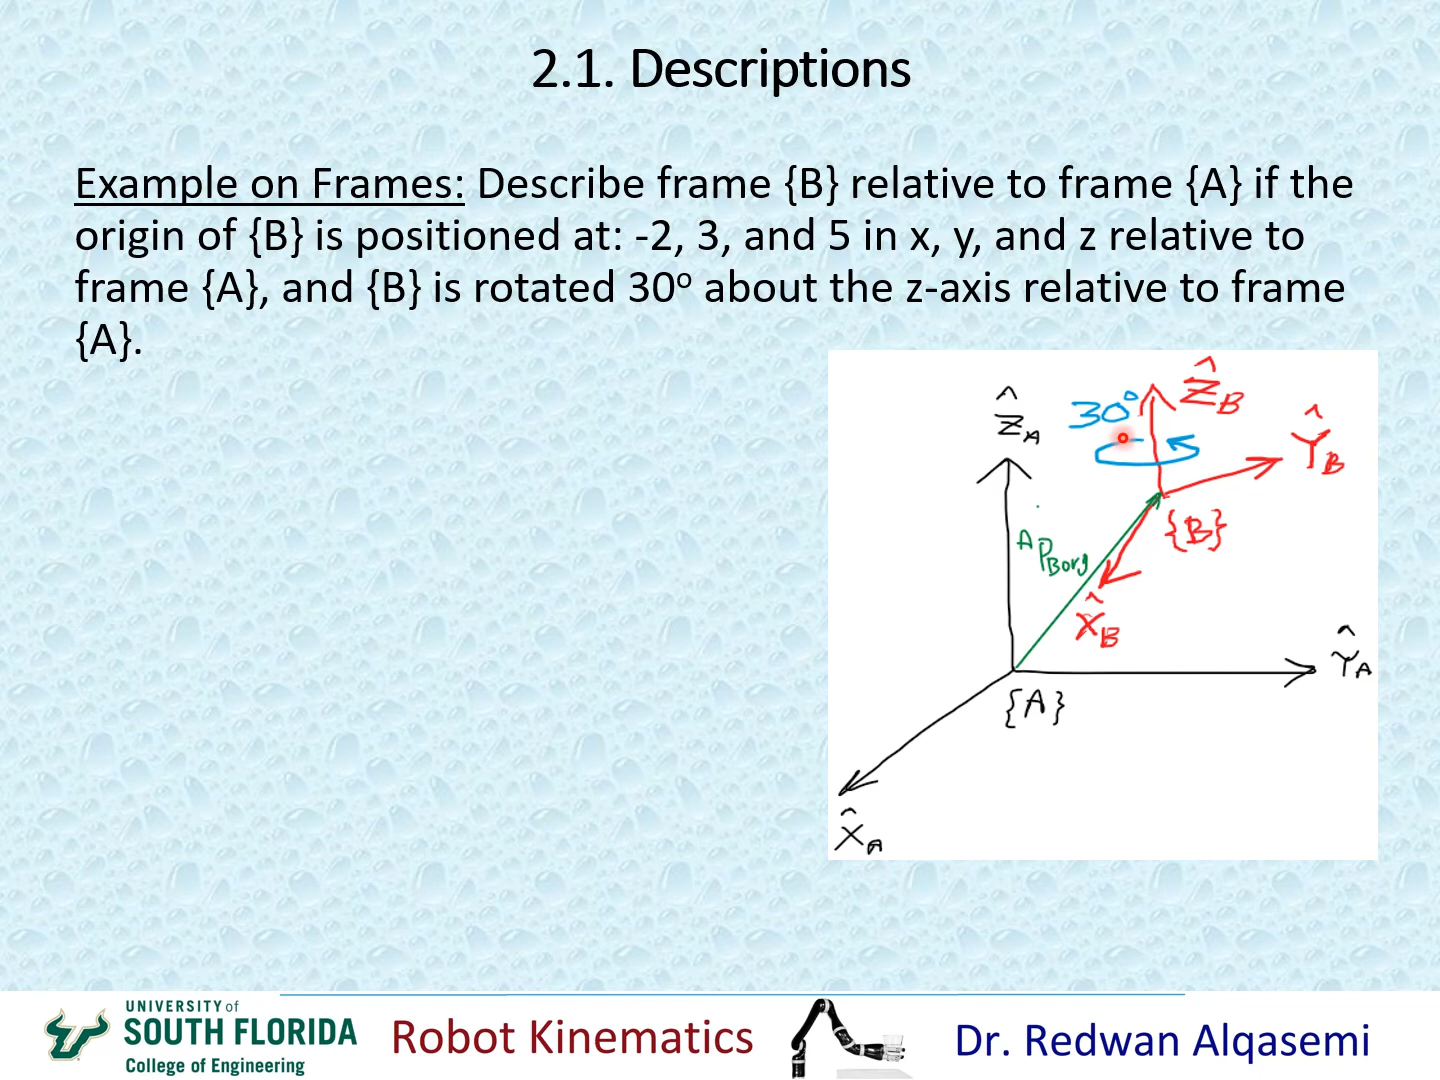 2.1. Descriptions
Example on Frames: Describe frame {B} relative to frame {A} if the
origin of {B} is positioned at: -2, 3, and 5 in x, y, and z relative to
frame {A}, and {B} is rotated 30º about the z-axis relative to frame
{A}.
Ẑ_A
30°
Ẑ_B
Ŷ_B
{B}
^A P_Borg
X̂_B
Ŷ_A
{A}
X̂_A
UNIVERSITY of
SOUTH FLORIDA
College of Engineering
Robot Kinematics
Dr. Redwan Alqasemi